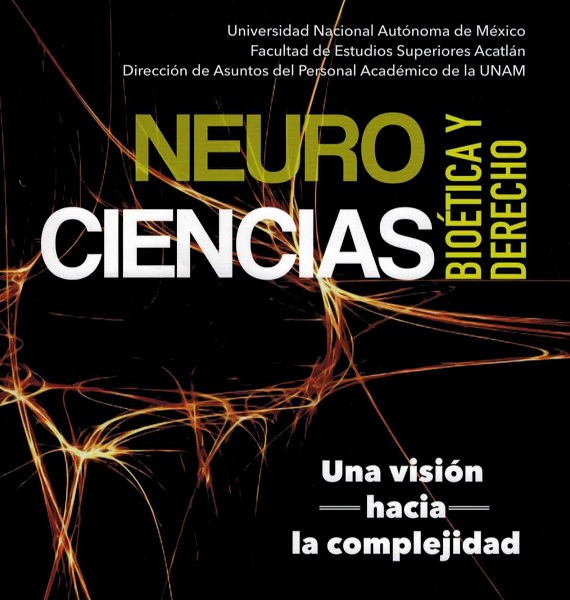 Universidad Nacional Autónoma de México
Facultad de Estudios Superiores Acatlán
Dirección de Asuntos del Personal Académico de la UNAM
NEURO
CIENCIAS
BIOÉTICA Y
DERECHO
Una visión
hacia
la complejidad